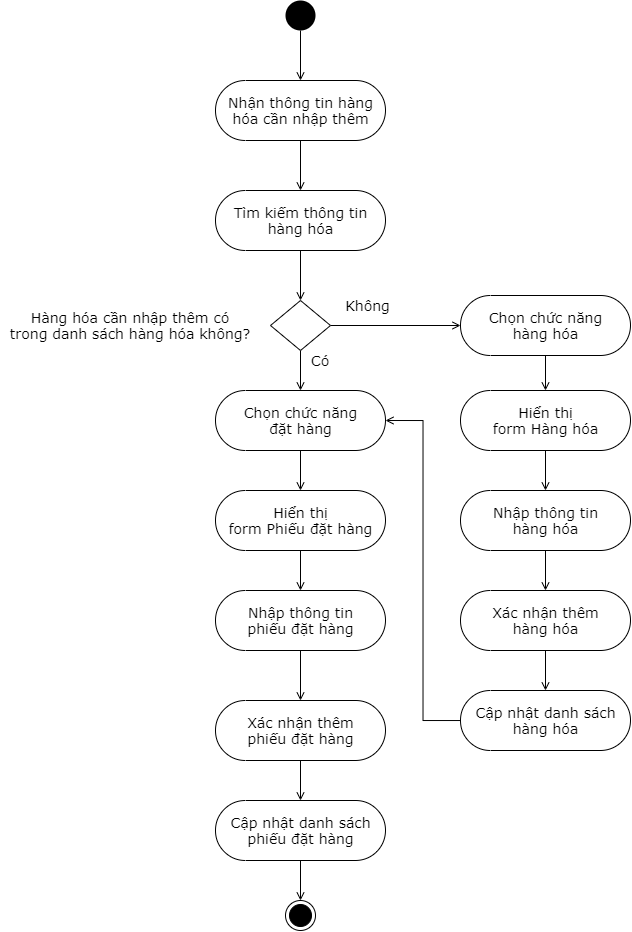 Nhận thông tin hàng
hóa cần nhập thêm
Tìm kiếm thông tin
hàng hóa
Hàng hóa cần nhập thêm có
trong danh sách hàng hóa không?
Không
Có
Chọn chức năng
hàng hóa
Hiển thị
form Hàng hóa
Nhập thông tin
hàng hóa
Xác nhận thêm
hàng hóa
Cập nhật danh sách
hàng hóa
Chọn chức năng
đặt hàng
Hiển thị
form Phiếu đặt hàng
Nhập thông tin
phiếu đặt hàng
Xác nhận thêm
phiếu đặt hàng
Cập nhật danh sách
phiếu đặt hàng